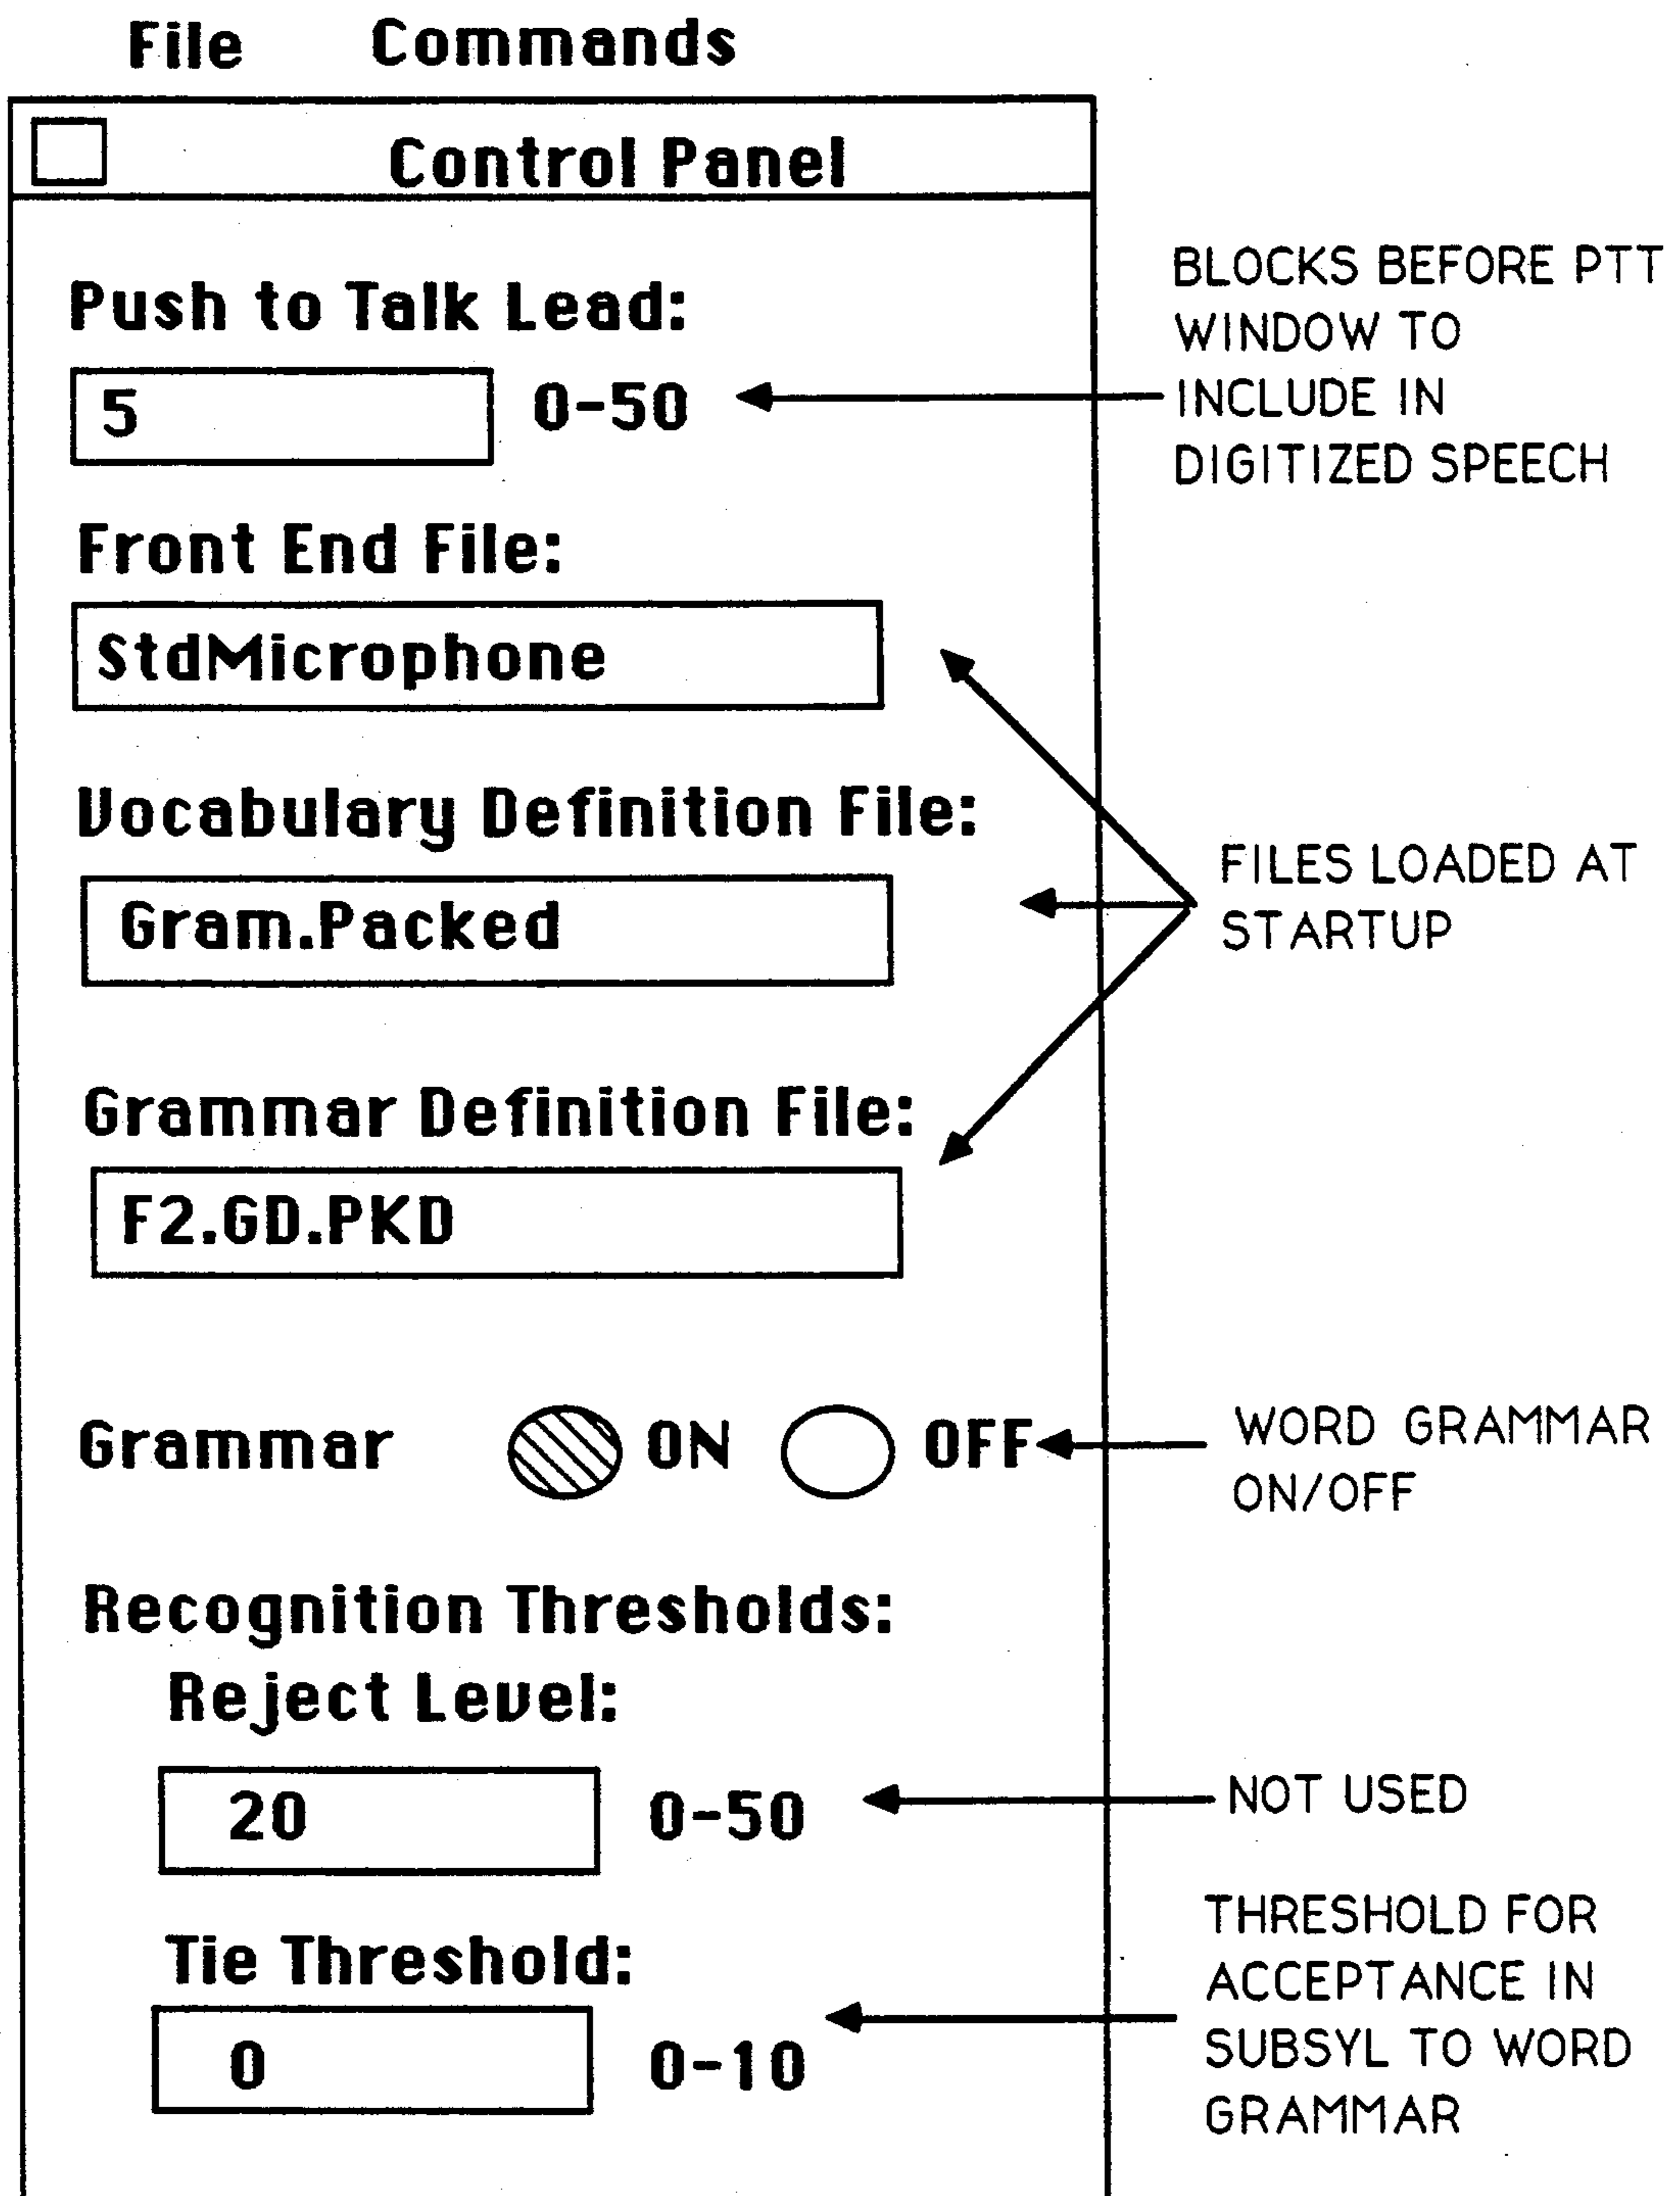 File Commands
Control Panel
Push to Talk Lead:
5 0-50
BLOCKS BEFORE PTT
WINDOW TO
INCLUDE IN
DIGITIZED SPEECH
Front End File:
StdMicrophone
Vocabulary Definition File:
Gram.Packed
FILES LOADED AT
STARTUP
Grammar Definition File:
F2.GD.PKD
Grammar ON OFF
WORD GRAMMAR
ON/OFF
Recognition Thresholds:
Reject Level:
20 0-50
NOT USED
Tie Threshold:
0 0-10
THRESHOLD FOR
ACCEPTANCE IN
SUBSYL TO WORD
GRAMMAR